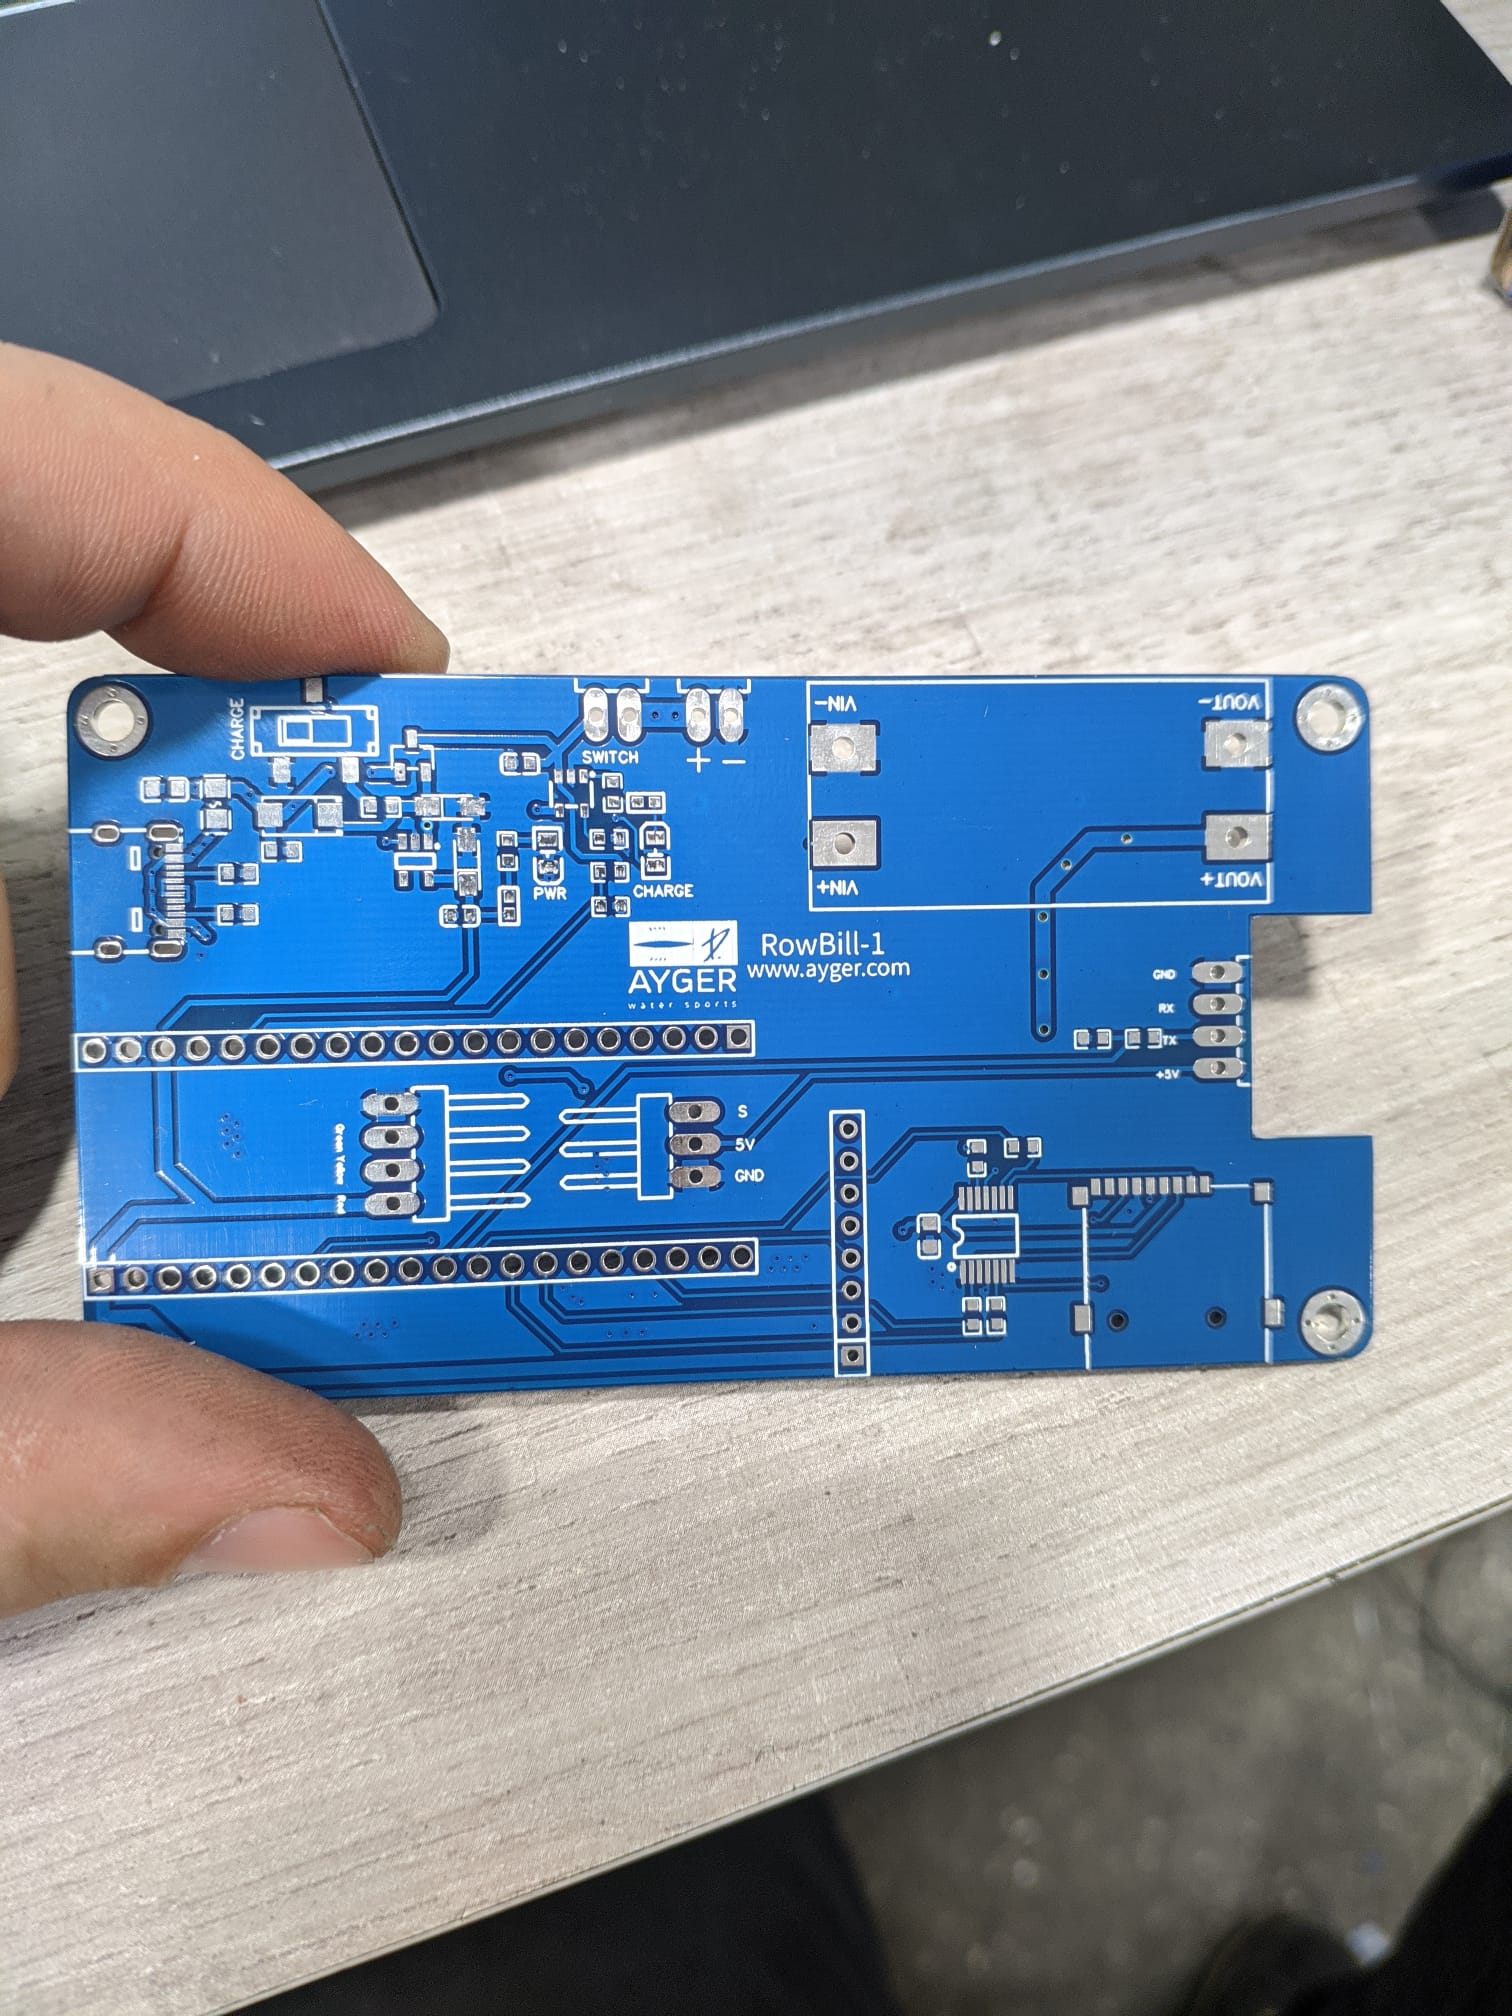 CHARGE
SWITCH
+ −
VIN-
VOUT-
VIN+
VOUT+
PWR
CHARGE
RowBill-1
www.ayger.com
AYGER
water sports
GND
RX
TX
+5V
S
5V
GND
Green Yellow Red